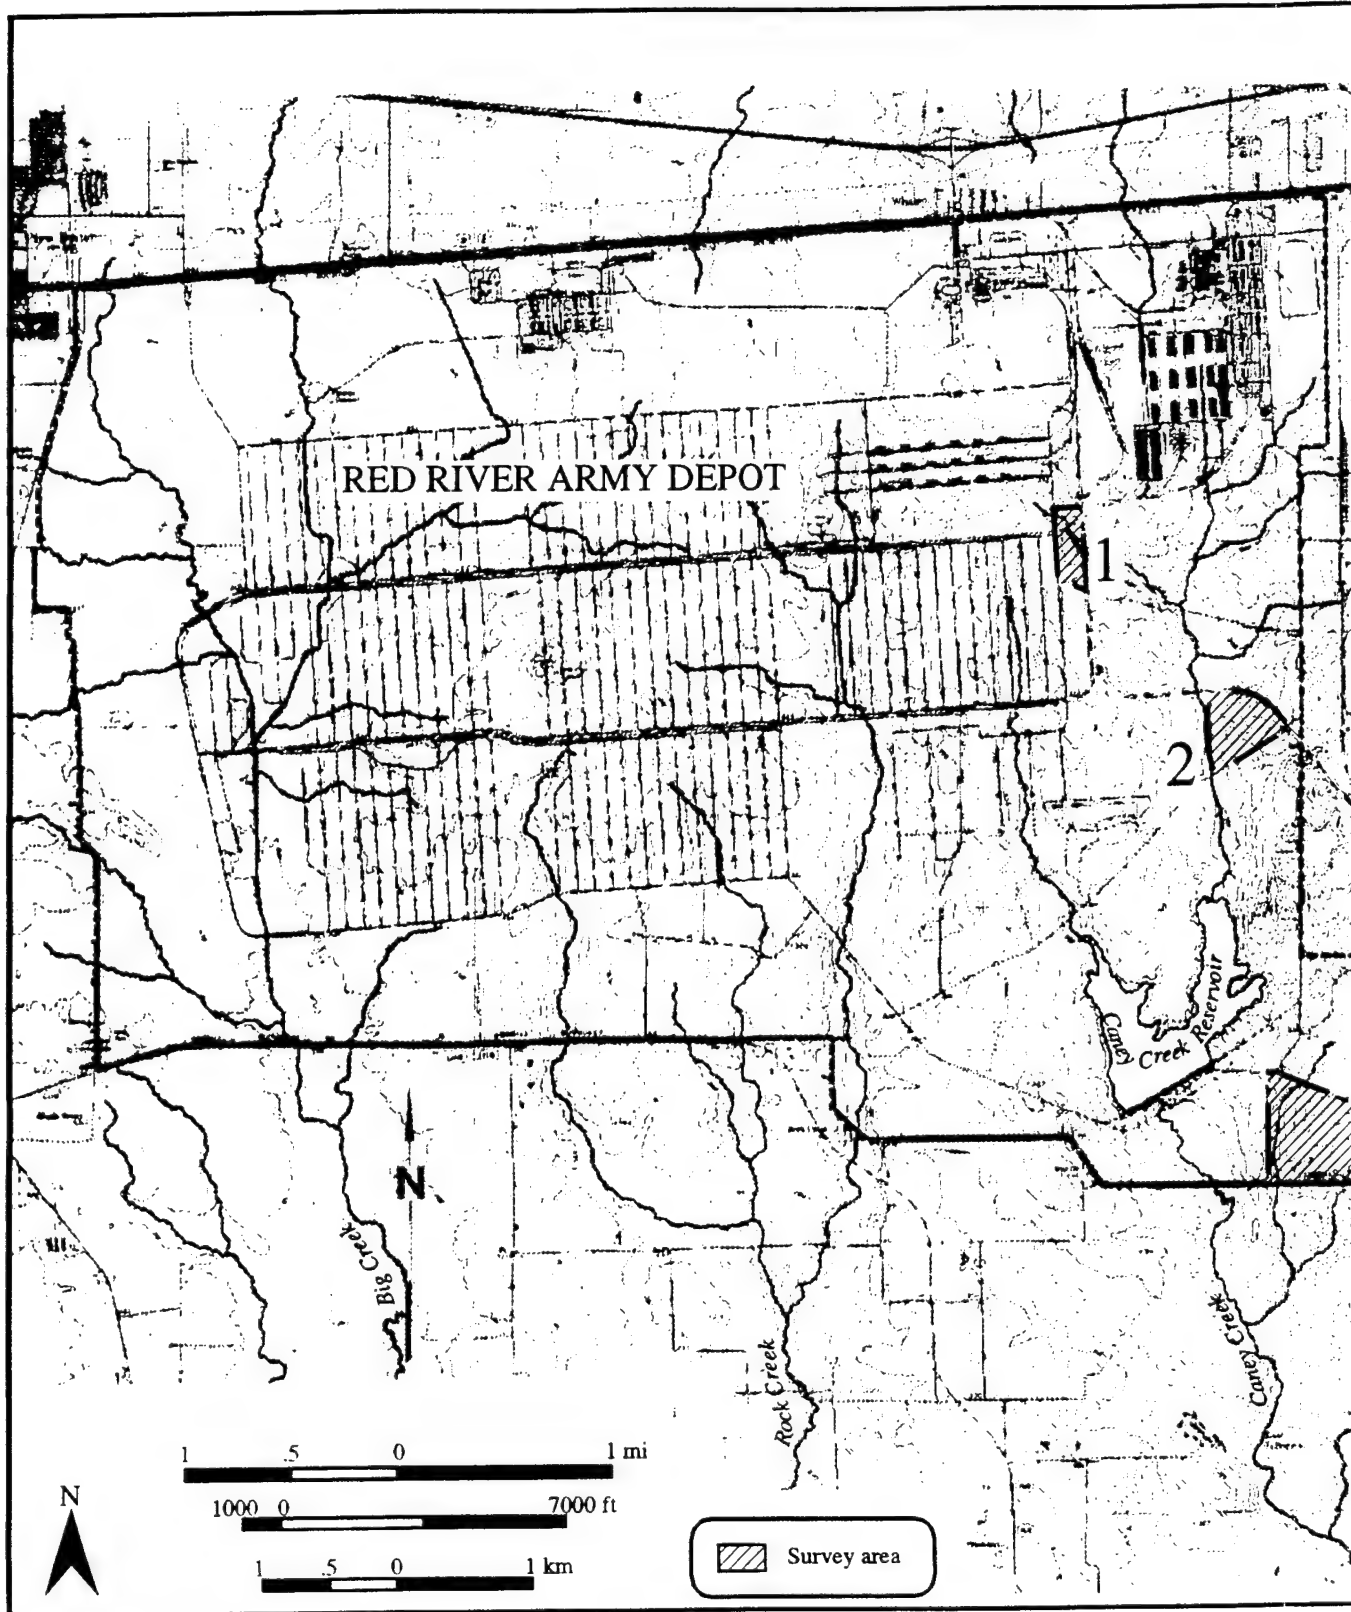 RED RIVER ARMY DEPOT
1
2
Caney
Creek
Reservoir
N
Big Creek
Rock Creek
Caney Creek
1 .5 0 1 mi
N
1000 0 7000 ft
1 .5 0 1 km
Survey area